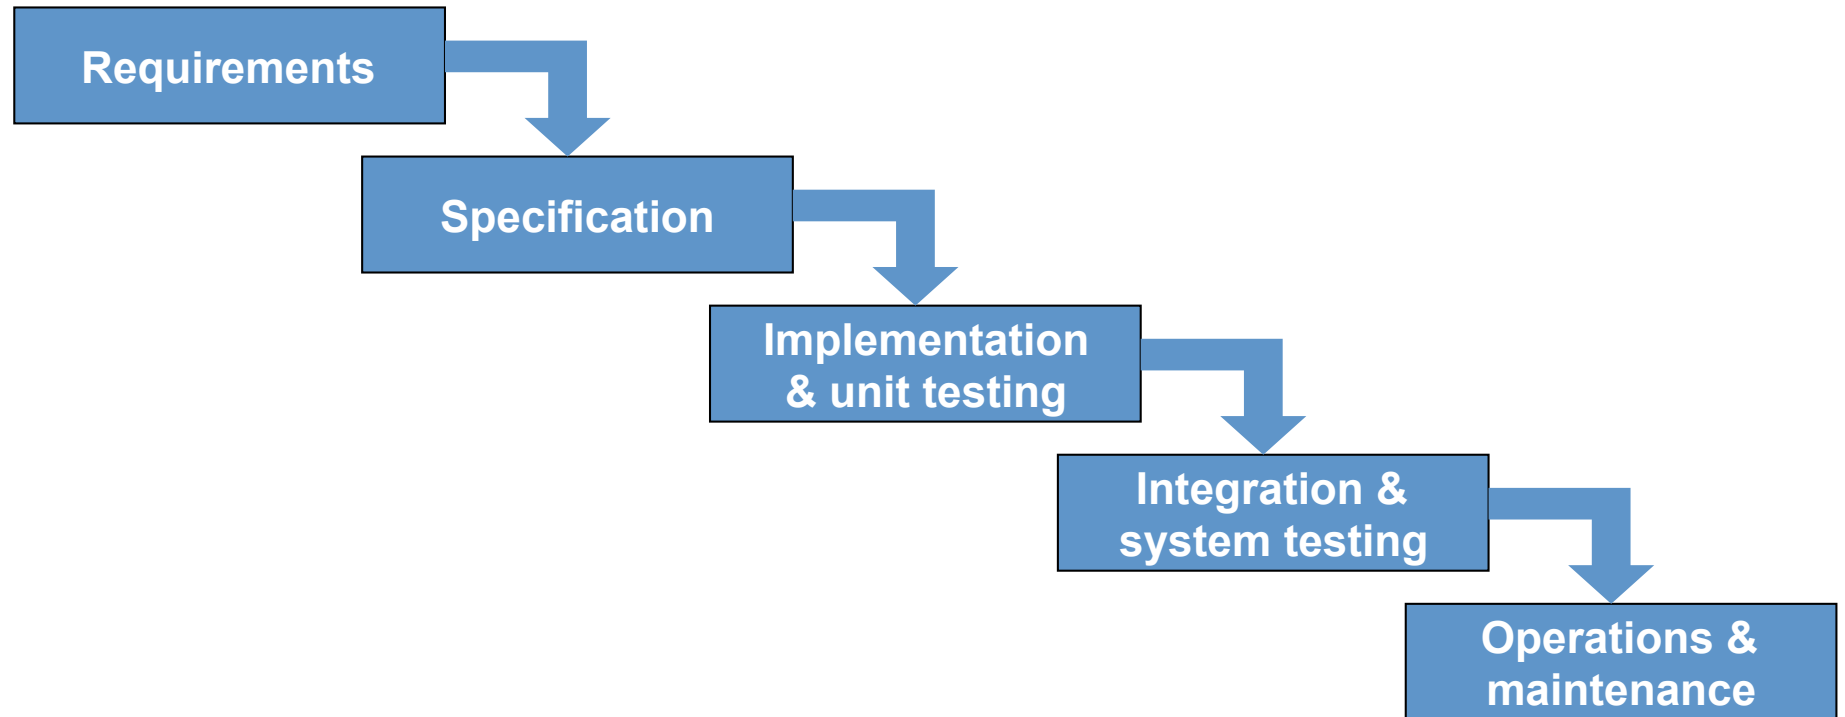 Requirements
Specification
Implementation
& unit testing
Integration &
system testing
Operations &
maintenance